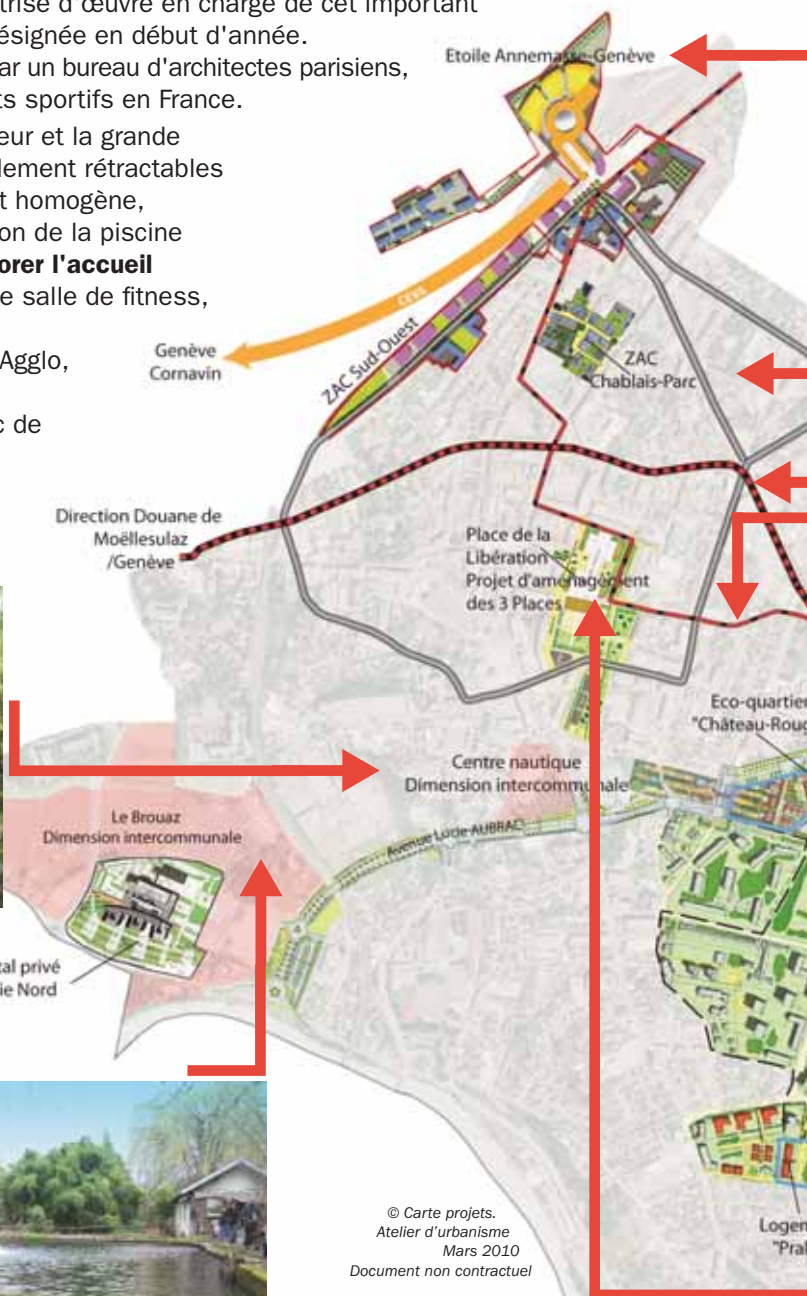 trise d'œuvre en charge de cet important
ésignée en début d'année.
ar un bureau d'architectes parisiens,
ts sportifs en France.
eur et la grande
lement rétractables
t homogène,
on de la piscine
orer l'accueil
e salle de fitness,
Agglo,
c de
Etoile Annemasse-Genève
CEVA
Genève
Cornavin
ZAC Sud-Ouest
ZAC
Chablais-Parc
Direction Douane de
Moëllesulaz
/Genève
Place de la
Libération
Projet d'aménagement
des 3 Places
Eco-quartier
"Château-Roug
Centre nautique
Dimension intercommunale
Avenue Lucie AUBRAC
Le Brouaz
Dimension intercommunale
tal privé
ie Nord
Logem
"Pral
© Carte projets.
Atelier d'urbanisme
Mars 2010
Document non contractuel